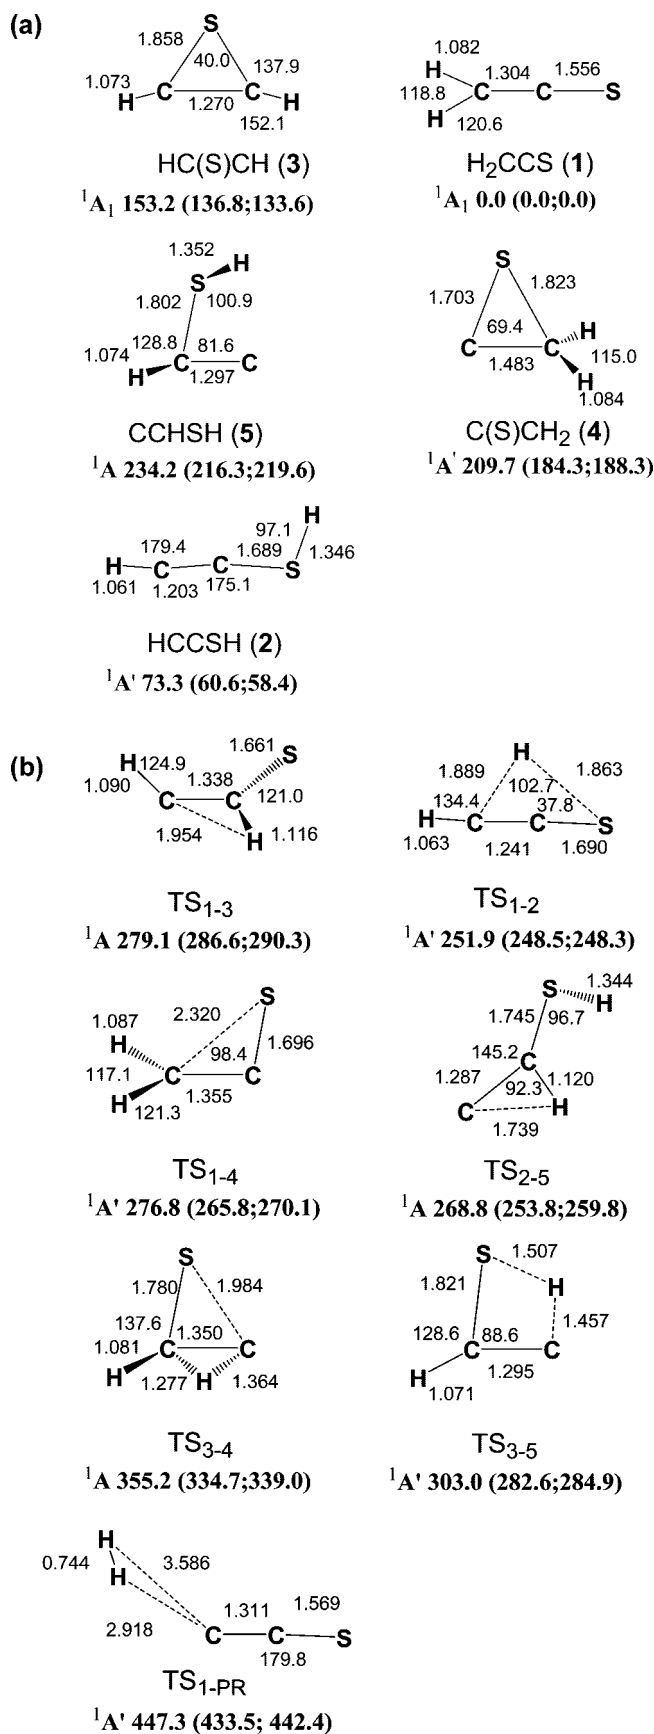 (a)
S
1.858
40.0
137.9
1.073
H C C H
1.270
152.1
HC(S)CH (3)
¹A₁ 153.2 (136.8;133.6)
1.082
H
1.304
1.556
118.8
C C S
H
120.6
H₂CCS (1)
¹A₁ 0.0 (0.0;0.0)
1.352
H
S
1.802
100.9
128.8
81.6
1.074
C C
H
1.297
CCHSH (5)
¹A 234.2 (216.3;219.6)
S
1.703
1.823
69.4
H
C C
115.0
1.483
H
1.084
C(S)CH₂ (4)
¹A' 209.7 (184.3;188.3)
H
97.1
179.4
1.689
1.346
H C C S
1.061
1.203
175.1
HCCSH (2)
¹A' 73.3 (60.6;58.4)
(b)
1.661
S
H
124.9
1.338
1.090
C C
121.0
1.954
H
1.116
TS₁₋₃
¹A 279.1 (286.6;290.3)
H
1.889
1.863
102.7
134.4
37.8
H C C S
1.063
1.241
1.690
TS₁₋₂
¹A' 251.9 (248.5;248.3)
S
2.320
1.087
H
1.696
98.4
117.1
C C
H
121.3
1.355
TS₁₋₄
¹A' 276.8 (265.8;270.1)
1.344
S
H
1.745
96.7
145.2
C
1.287
1.120
92.3
C
H
1.739
TS₂₋₅
¹A 268.8 (253.8;259.8)
S
1.780
1.984
137.6
1.350
1.081
C C
H
H
1.277
1.364
TS₃₋₄
¹A 355.2 (334.7;339.0)
S
1.507
H
1.821
1.457
128.6
88.6
C C
H
1.295
1.071
TS₃₋₅
¹A' 303.0 (282.6;284.9)
H
0.744
3.586
H
1.311
1.569
2.918
C C S
179.8
TS₁₋PR
¹A' 447.3 (433.5; 442.4)